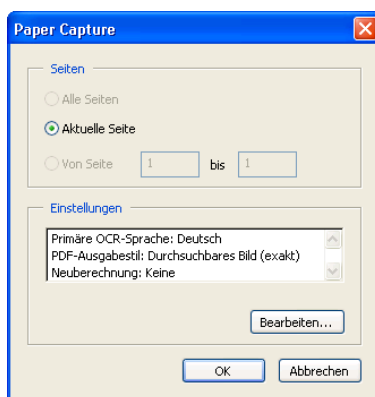 Paper Capture
Seiten
Alle Seiten
Aktuelle Seite
Von Seite 1 bis 1
Einstellungen
Primäre OCR-Sprache: Deutsch
PDF-Ausgabestil: Durchsuchbares Bild (exakt)
Neuberechnung: Keine
Bearbeiten...
OK Abbrechen